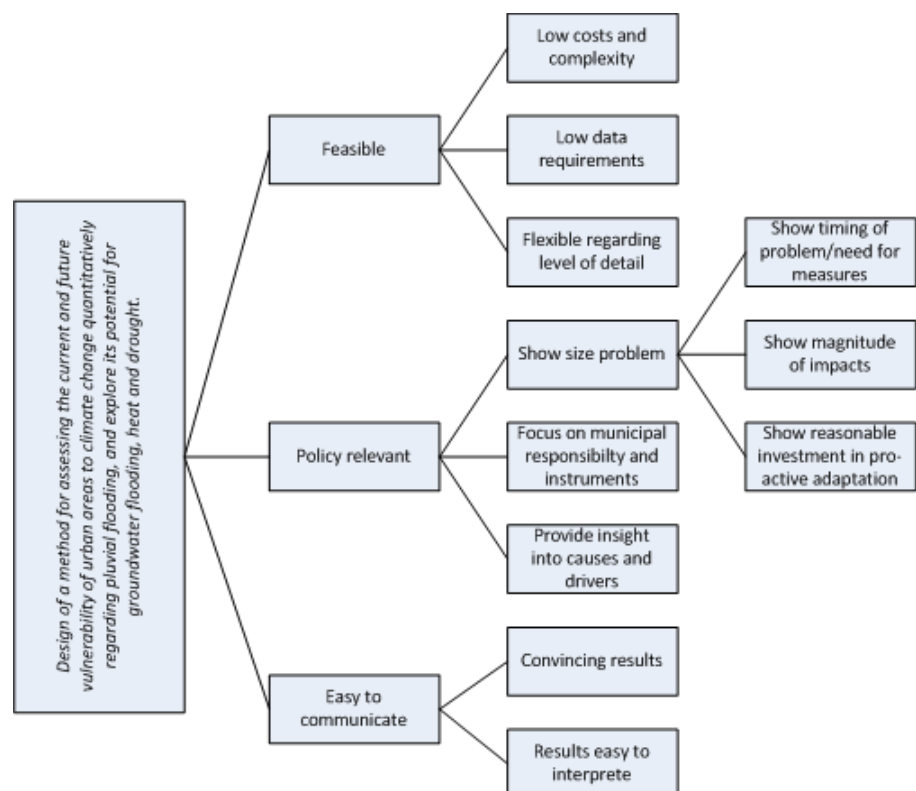 Design of a method for assessing the current and future
vulnerability of urban areas to climate change quantitatively
regarding pluvial flooding, and explore its potential for
groundwater flooding, heat and drought.
Feasible
Low costs and
complexity
Low data
requirements
Flexible regarding
level of detail
Policy relevant
Show size problem
Show timing of
problem/need for
measures
Show magnitude
of impacts
Show reasonable
investment in pro-
active adaptation
Focus on municipal
responsibilty and
instruments
Provide insight
into causes and
drivers
Easy to
communicate
Convincing results
Results easy to
interprete